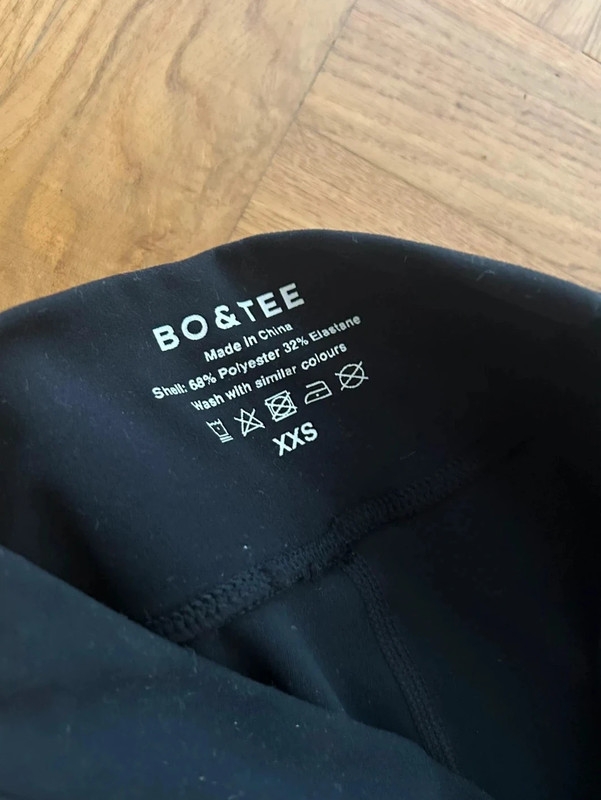 BO&TEE
Made in China
Shell: 68% Polyester 32% Elastane
Wash with similar colours
XXS